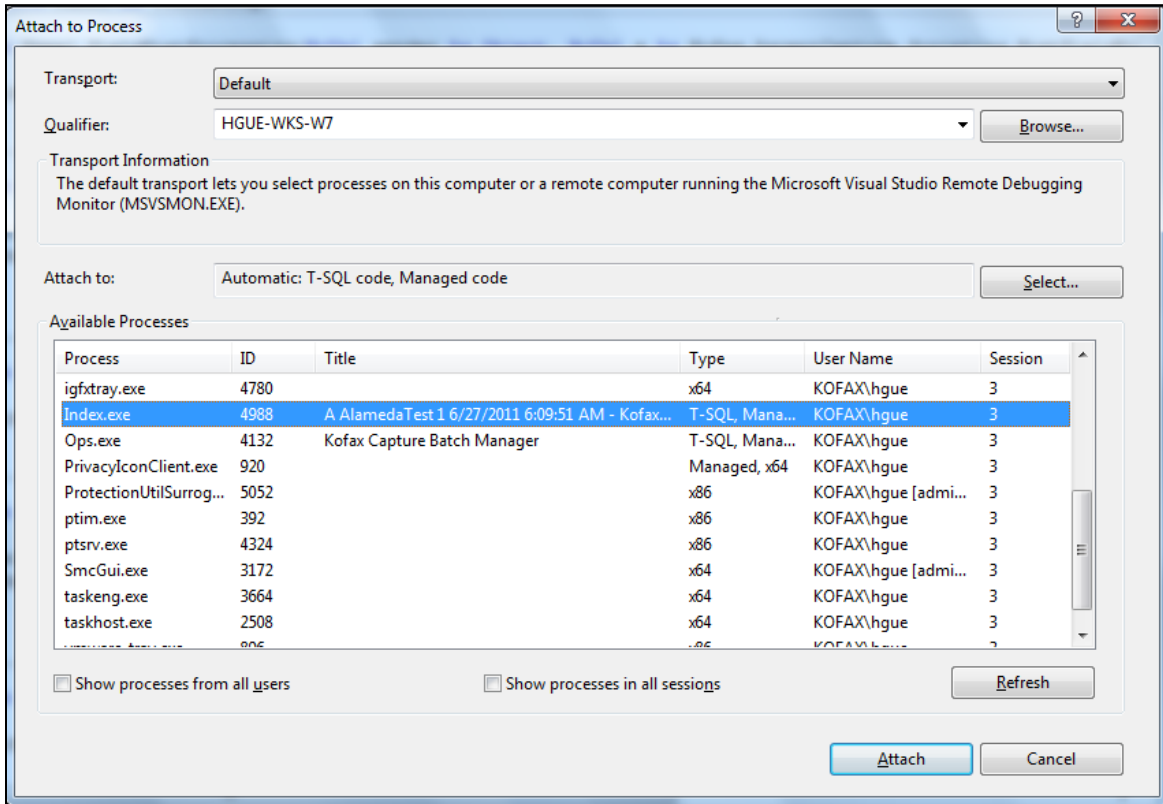 Attach to Process
Transport: Default
Qualifier: HGUE-WKS-W7 Browse...
Transport Information
The default transport lets you select processes on this computer or a remote computer running the Microsoft Visual Studio Remote Debugging
Monitor (MSVSMON.EXE).
Attach to: Automatic: T-SQL code, Managed code Select...
Available Processes
Process ID Title Type User Name Session
igfxtray.exe 4780 x64 KOFAX\hgue 3
Index.exe 4988 A AlamedaTest 1 6/27/2011 6:09:51 AM - Kofax... T-SQL, Mana... KOFAX\hgue 3
Ops.exe 4132 Kofax Capture Batch Manager T-SQL, Mana... KOFAX\hgue 3
PrivacyIconClient.exe 920 Managed, x64 KOFAX\hgue 3
ProtectionUtilSurrog... 5052 x86 KOFAX\hgue [admi... 3
ptim.exe 392 x86 KOFAX\hgue 3
ptsrv.exe 4324 x86 KOFAX\hgue 3
SmcGui.exe 3172 x64 KOFAX\hgue [admi... 3
taskeng.exe 3664 x64 KOFAX\hgue 3
taskhost.exe 2508 x64 KOFAX\hgue 3
Show processes from all users Show processes in all sessions Refresh
Attach Cancel